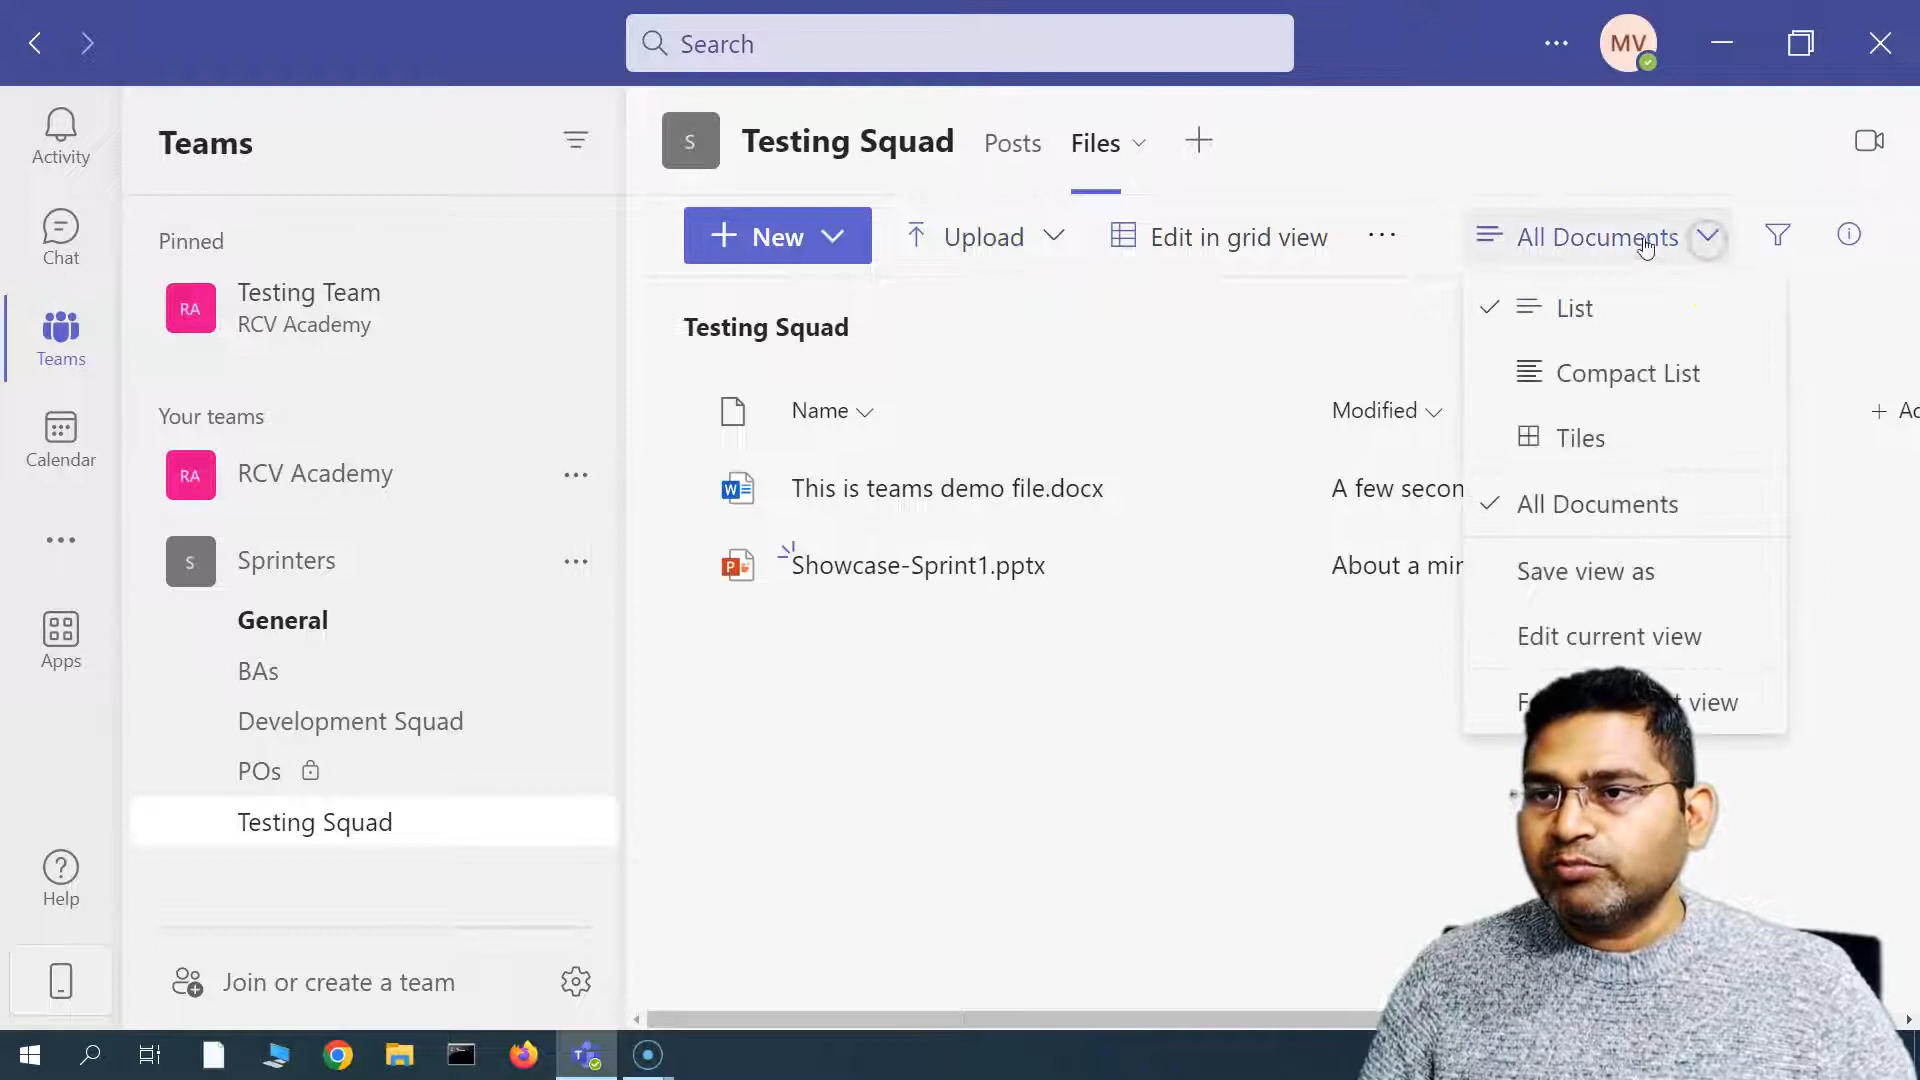 Search
MV
Activity
Chat
Teams
Calendar
Apps
Help
Teams
Pinned
RA
Testing Team
RCV Academy
Your teams
RA
RCV Academy
S
Sprinters
General
BAs
Development Squad
POs
Testing Squad
Join or create a team
S
Testing Squad
Posts
Files
New
Upload
Edit in grid view
All Documents
Testing Squad
Name
Modified
This is teams demo file.docx
A few secon
Showcase-Sprint1.pptx
About a mi
List
Compact List
Tiles
All Documents
Save view as
Edit current view
view